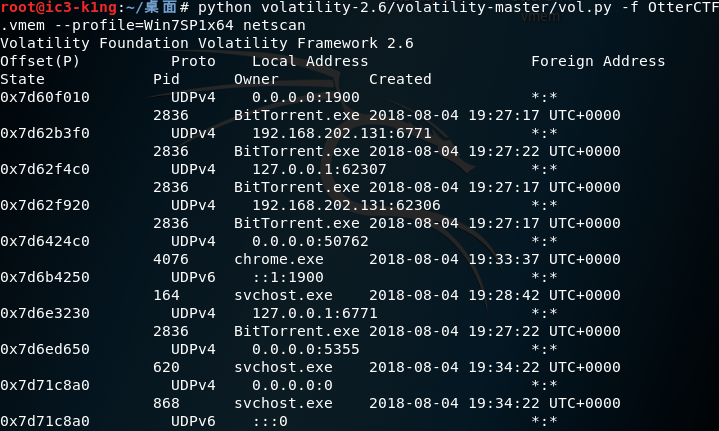 root@ic3-k1ng:~/桌面# python volatility-2.6/volatility-master/vol.py -f OtterCTF
.vmem --profile=Win7SP1x64 netscan
Volatility Foundation Volatility Framework 2.6
Offset(P) Proto Local Address Foreign Address
State Pid Owner Created
0x7d60f010 UDPv4 0.0.0.0:1900 *:*
2836 BitTorrent.exe 2018-08-04 19:27:17 UTC+0000
0x7d62b3f0 UDPv4 192.168.202.131:6771 *:*
2836 BitTorrent.exe 2018-08-04 19:27:22 UTC+0000
0x7d62f4c0 UDPv4 127.0.0.1:62307 *:*
2836 BitTorrent.exe 2018-08-04 19:27:17 UTC+0000
0x7d62f920 UDPv4 192.168.202.131:62306 *:*
2836 BitTorrent.exe 2018-08-04 19:27:17 UTC+0000
0x7d6424c0 UDPv4 0.0.0.0:50762 *:*
4076 chrome.exe 2018-08-04 19:33:37 UTC+0000
0x7d6b4250 UDPv6 ::1:1900 *:*
164 svchost.exe 2018-08-04 19:28:42 UTC+0000
0x7d6e3230 UDPv4 127.0.0.1:6771 *:*
2836 BitTorrent.exe 2018-08-04 19:27:22 UTC+0000
0x7d6ed650 UDPv4 0.0.0.0:5355 *:*
620 svchost.exe 2018-08-04 19:34:22 UTC+0000
0x7d71c8a0 UDPv4 0.0.0.0:0 *:*
868 svchost.exe 2018-08-04 19:34:22 UTC+0000
0x7d71c8a0 UDPv6 :::0 *:*